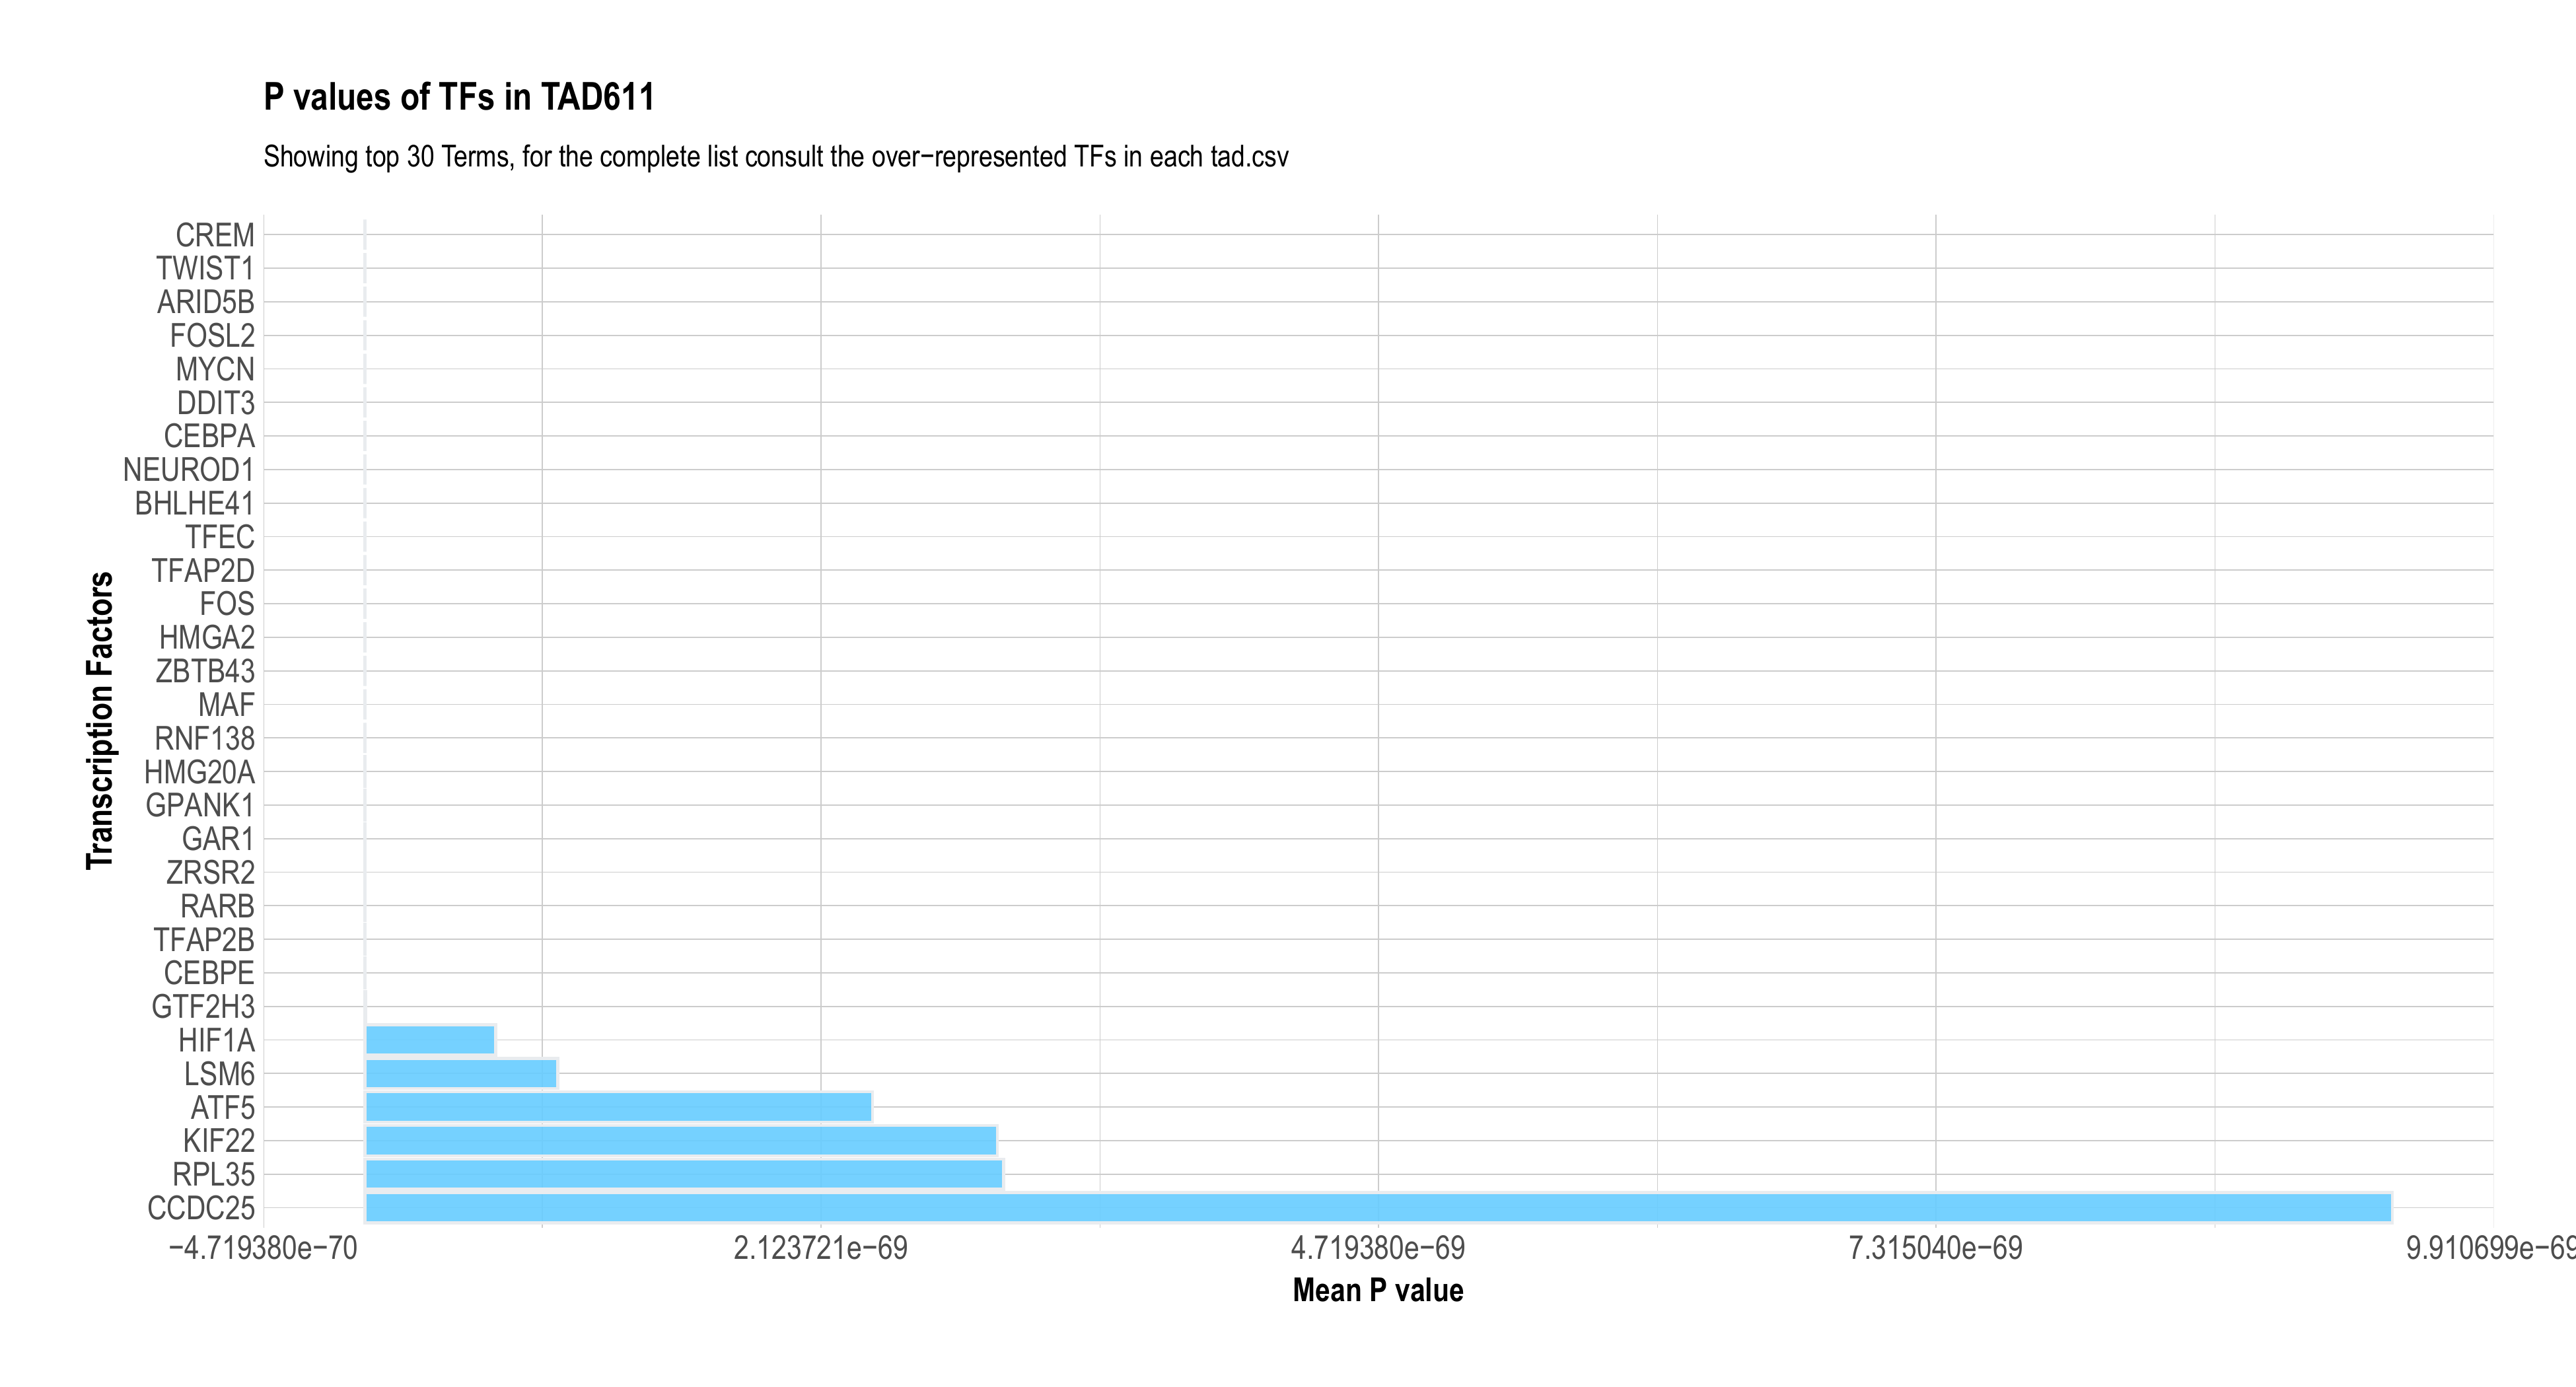 P values of TFs in TAD611
Showing top 30 Terms, for the complete list consult the over−represented TFs in each tad.csv
Transcription Factors
CREM
TWIST1
ARID5B
FOSL2
MYCN
DDIT3
CEBPA
NEUROD1
BHLHE41
TFEC
TFAP2D
FOS
HMGA2
ZBTB43
MAF
RNF138
HMG20A
GPANK1
GAR1
ZRSR2
RARB
TFAP2B
CEBPE
GTF2H3
HIF1A
LSM6
ATF5
KIF22
RPL35
CCDC25
−4.719380e−70 2.123721e−69 4.719380e−69 7.315040e−69 9.910699e−69
Mean P value